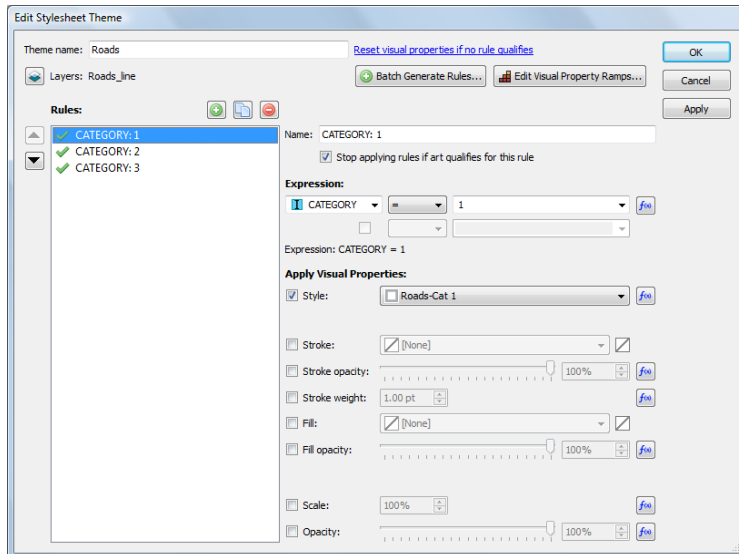 Edit Stylesheet Theme
Theme name: Roads Reset visual properties if no rule qualifies OK
Layers: Roads_line Batch Generate Rules... Edit Visual Property Ramps... Cancel
Rules: Apply
CATEGORY: 1 Name: CATEGORY: 1
CATEGORY: 2 Stop applying rules if art qualifies for this rule
CATEGORY: 3
Expression:
CATEGORY = 1 f(x)
Expression: CATEGORY = 1
Apply Visual Properties:
Style: Roads-Cat 1 f(x)
Stroke: [None]
Stroke opacity: 100% f(x)
Stroke weight: 1.00 pt f(x)
Fill: [None]
Fill opacity: 100% f(x)
Scale: 100% f(x)
Opacity: 100% f(x)